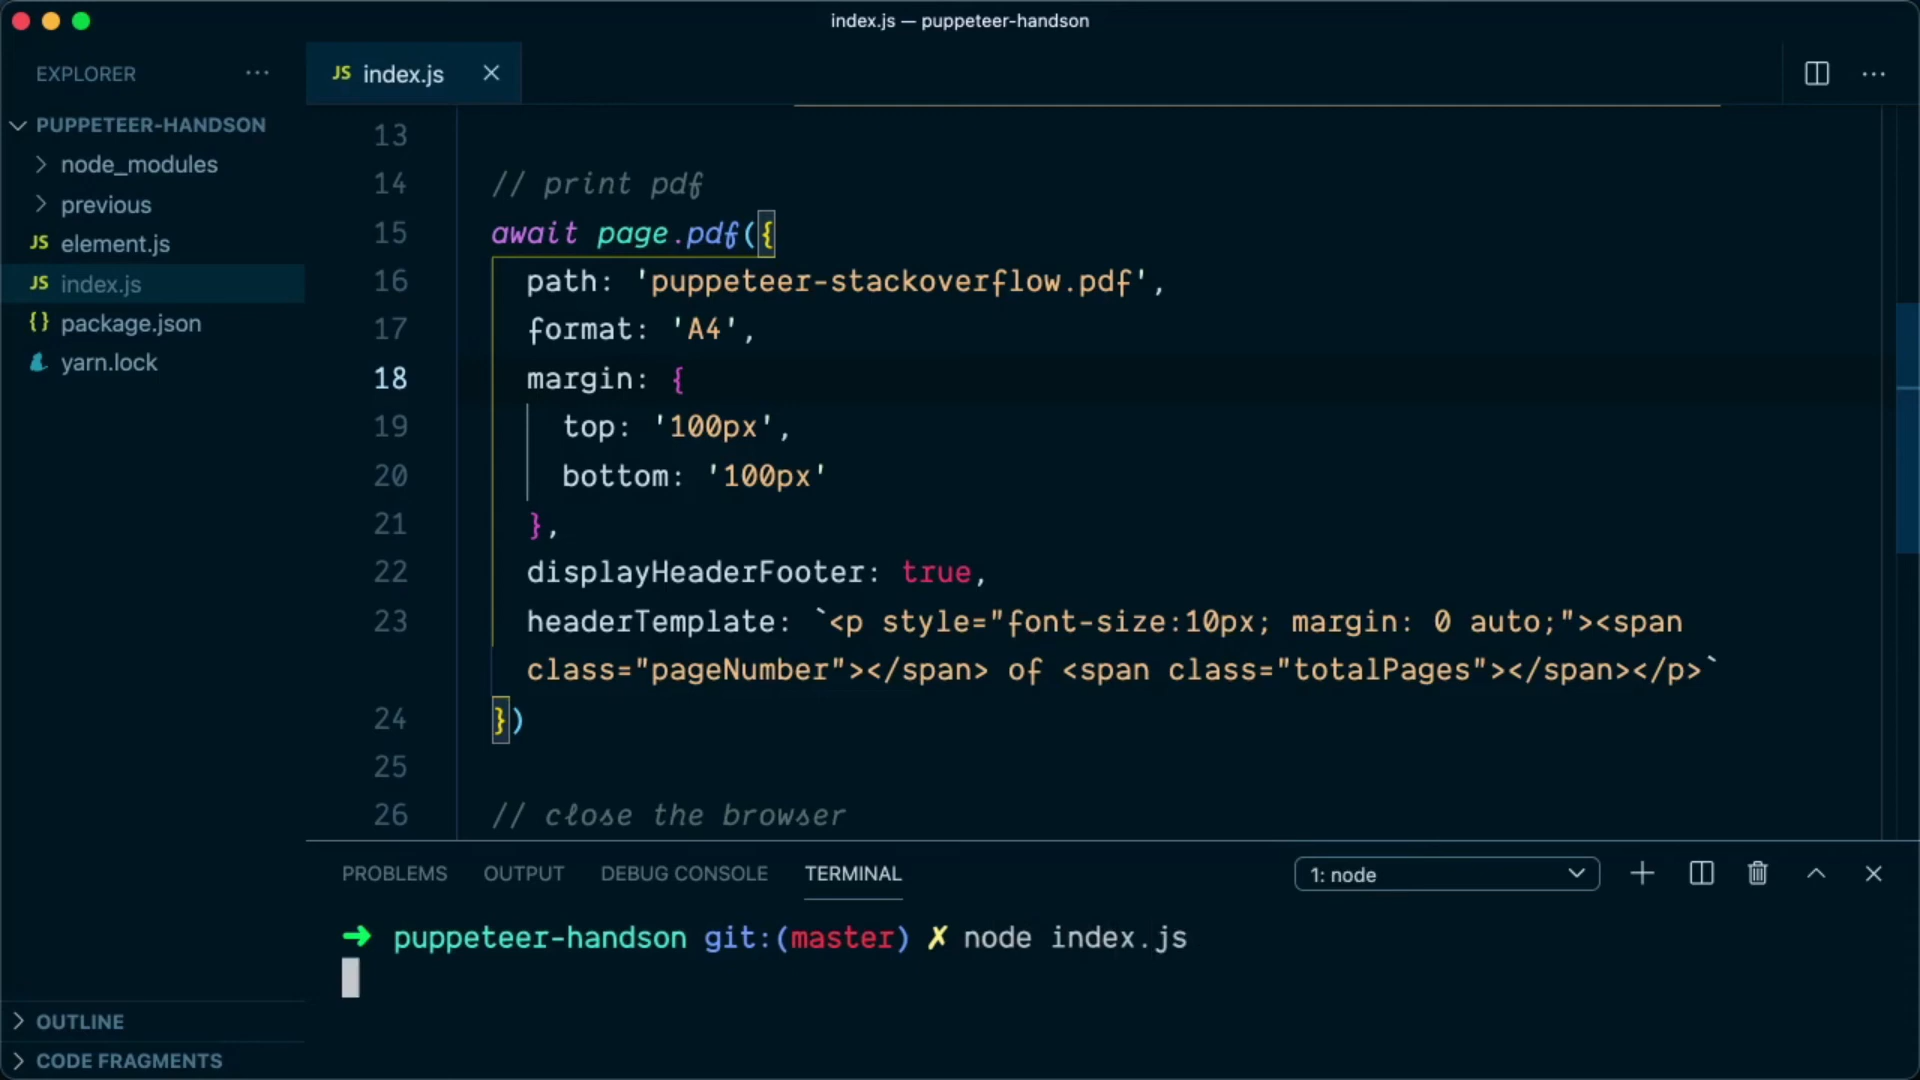 index.js — puppeteer-handson
EXPLORER
JS index.js
PUPPETEER-HANDSON
node_modules
previous
JS element.js
JS index.js
{} package.json
yarn.lock
OUTLINE
CODE FRAGMENTS
13
14 // print pdf
15 await page.pdf({
16 path: 'puppeteer-stackoverflow.pdf',
17 format: 'A4',
18 margin: {
19 top: '100px',
20 bottom: '100px'
21 },
22 displayHeaderFooter: true,
23 headerTemplate: `<p style="font-size:10px; margin: 0 auto;"><span
class="pageNumber"></span> of <span class="totalPages"></span></p>`
24 })
25
26 // close the browser
PROBLEMS OUTPUT DEBUG CONSOLE TERMINAL 1: node
➜ puppeteer-handson git:(master) ✗ node index.js